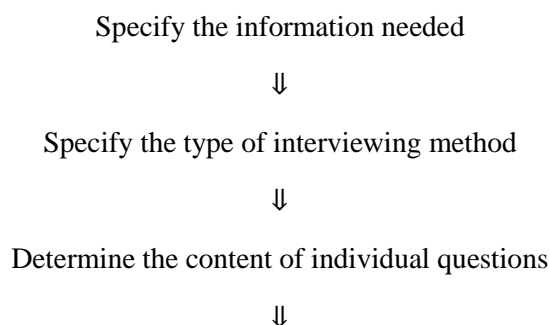 Specify the information needed
⇓
Specify the type of interviewing method
⇓
Determine the content of individual questions
⇓